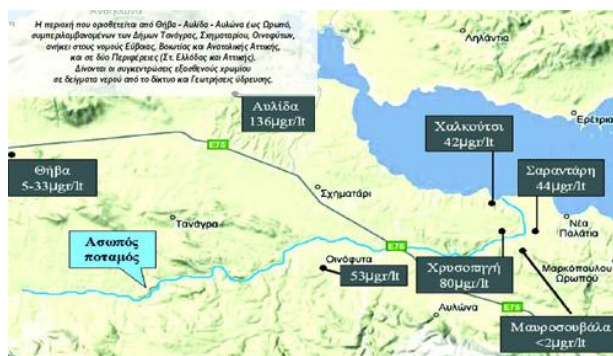 Η περιοχή που οριοθετείται από Θήβα - Αυλίδα - Αυλώνα έως Ωρωπό,
συμπεριλαμβανομένων των Δήμων Τανάγρας, Σχηματαρίου, Οινοφύτων,
ανήκει στους νομούς Εύβοιας, Βοιωτίας και Ανατολικής Αττικής,
και σε δύο Περιφέρειες (Στ. Ελλάδος και Αττικής).
Δίνονται οι συγκεντρώσεις εξασθενούς χρωμίου
σε δείγματα νερού από το δίκτυο και Γεωτρήσεις ύδρευσης.
Ληλάντια
Αυλίδα
136μgr/lt
Χαλκούτσι
42μgr/lt
Ερέτρια
E75
Θήβα
5-33μgr/lt
Σαραντάρη
44μgr/lt
Σχηματάρι
Τανάγρα
Νέα
Παλάτια
Ασωπός
ποταμός
E75
Οινόφυτα
53μgr/lt
Χρυσοπηγή
80μgr/lt
Μαρκόπουλου
Ωρωπού
E75
Αυλώνα
Μαυροσουβάλα
<2μgr/lt